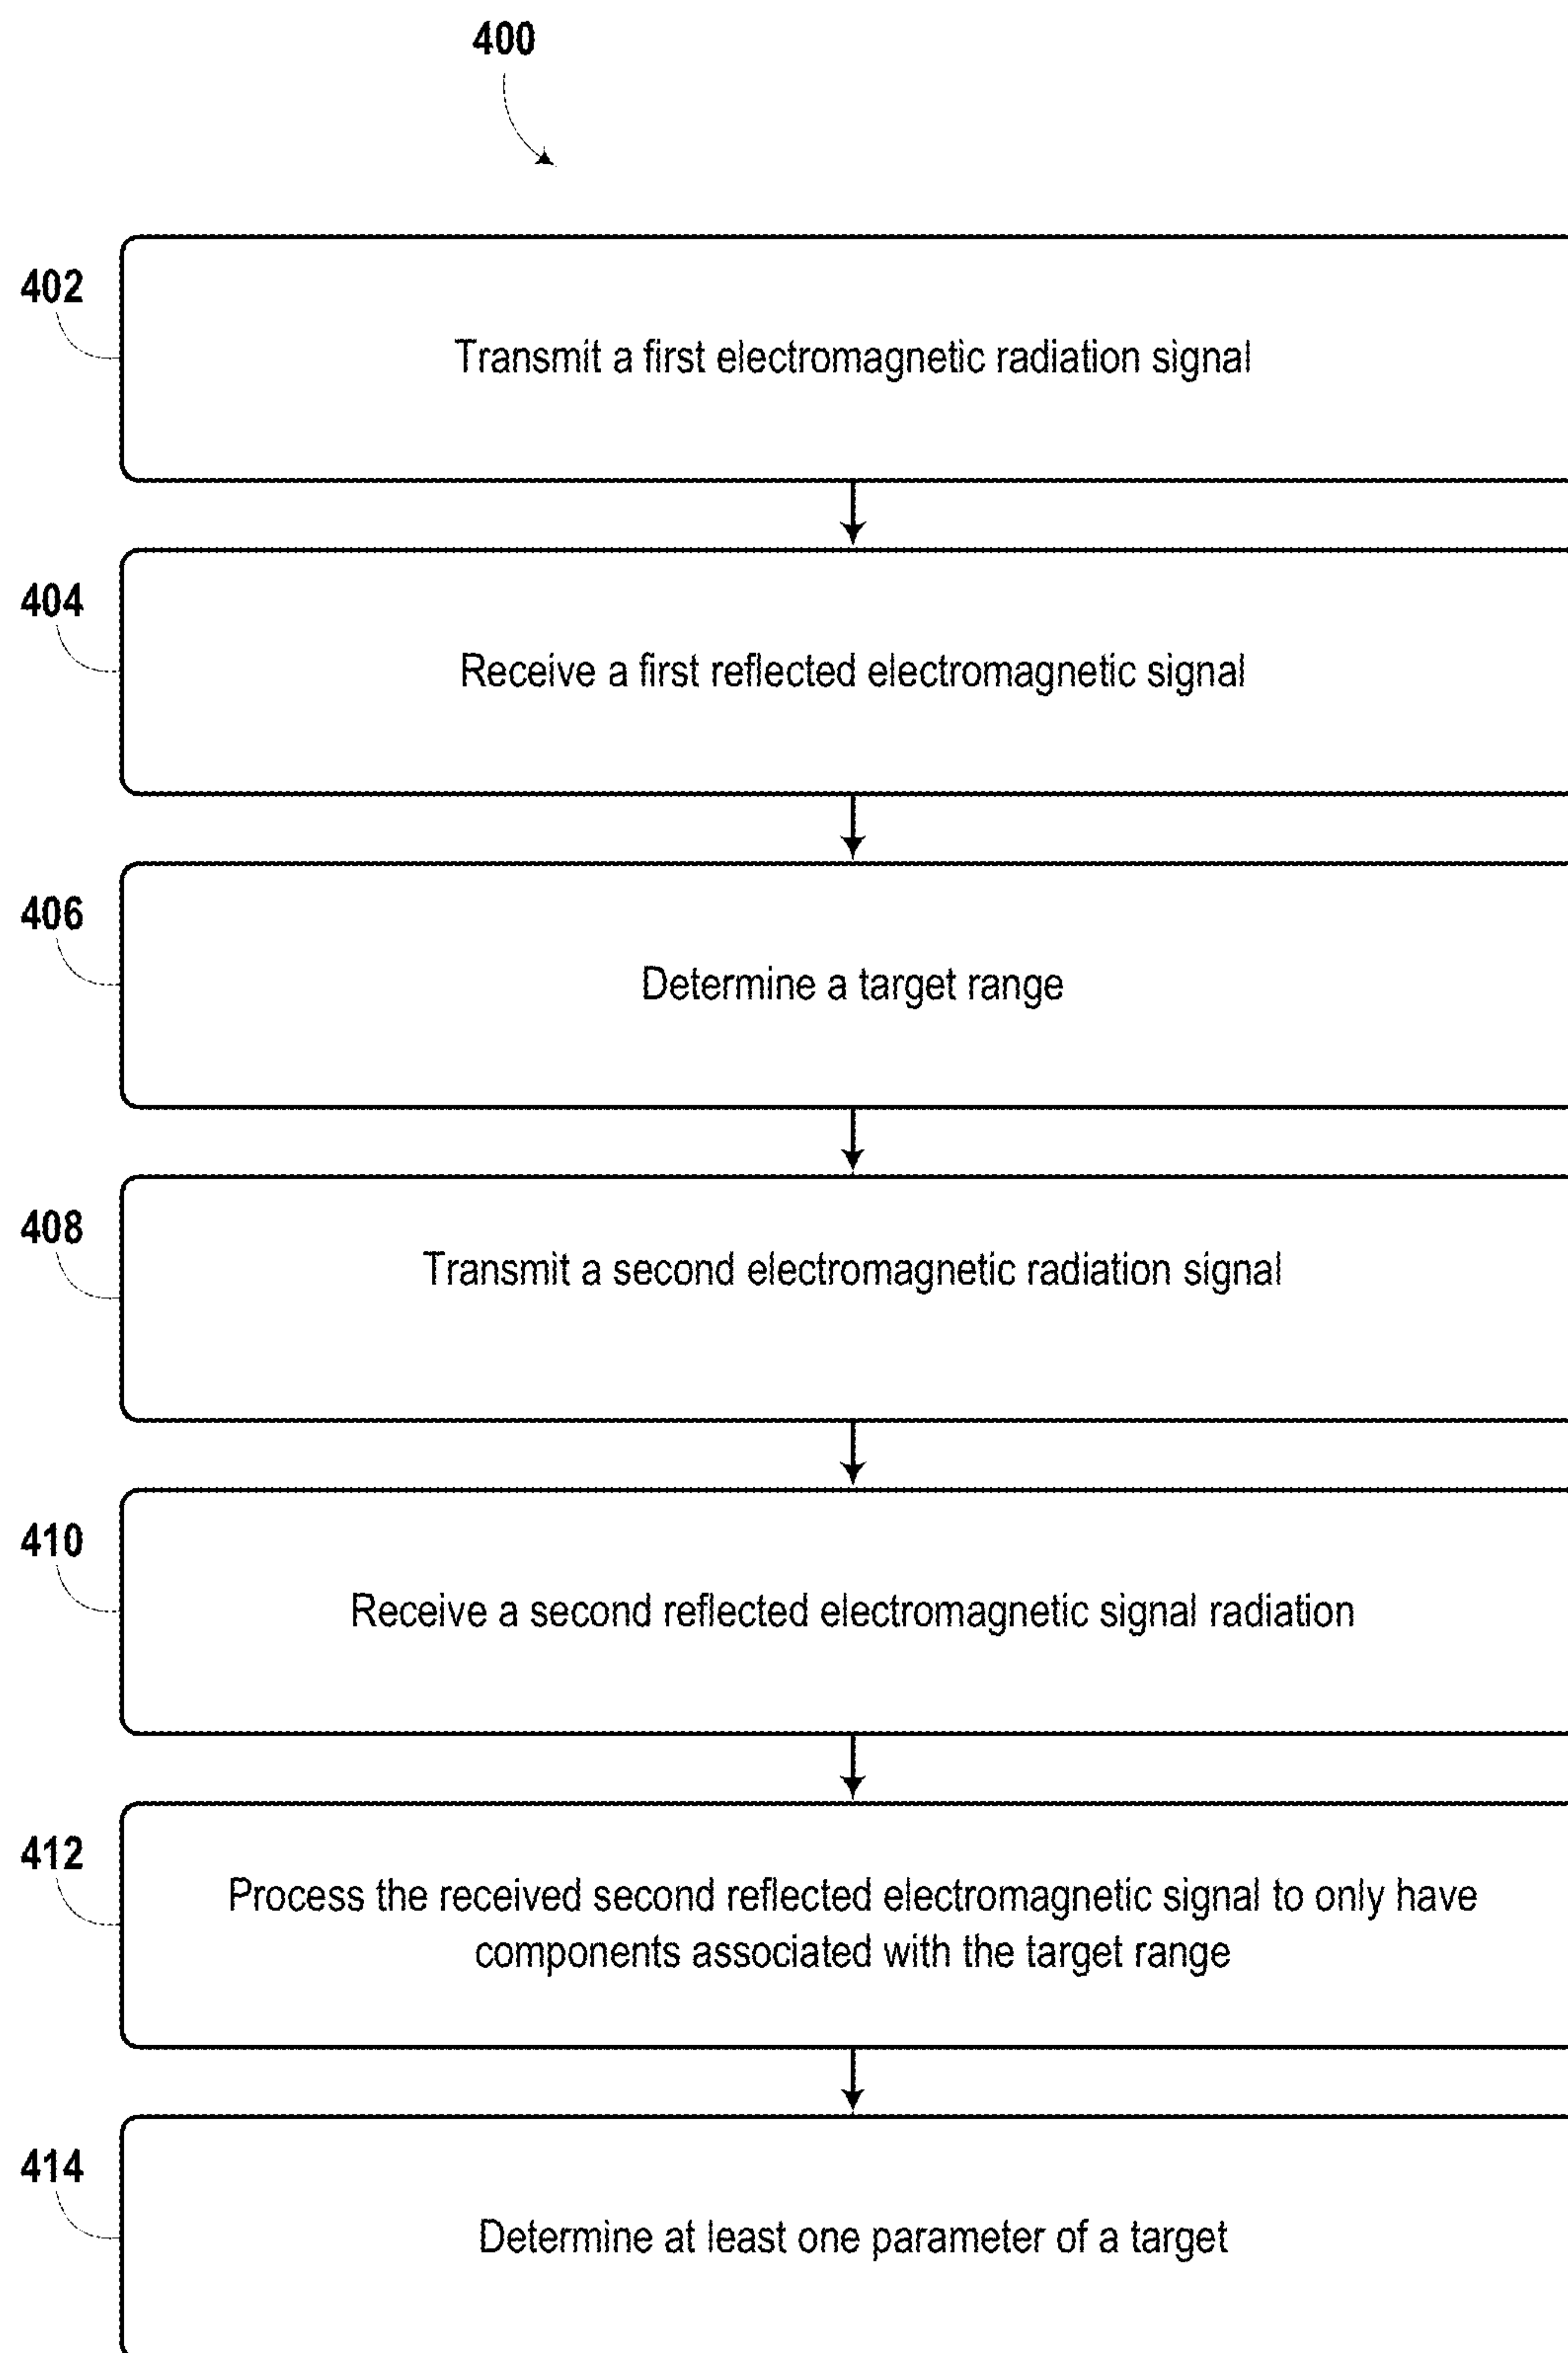 400
402
Transmit a first electromagnetic radiation signal
404
Receive a first reflected electromagnetic signal
406
Determine a target range
408
Transmit a second electromagnetic radiation signal
410
Receive a second reflected electromagnetic signal radiation
412
Process the received second reflected electromagnetic signal to only have
components associated with the target range
414
Determine at least one parameter of a target